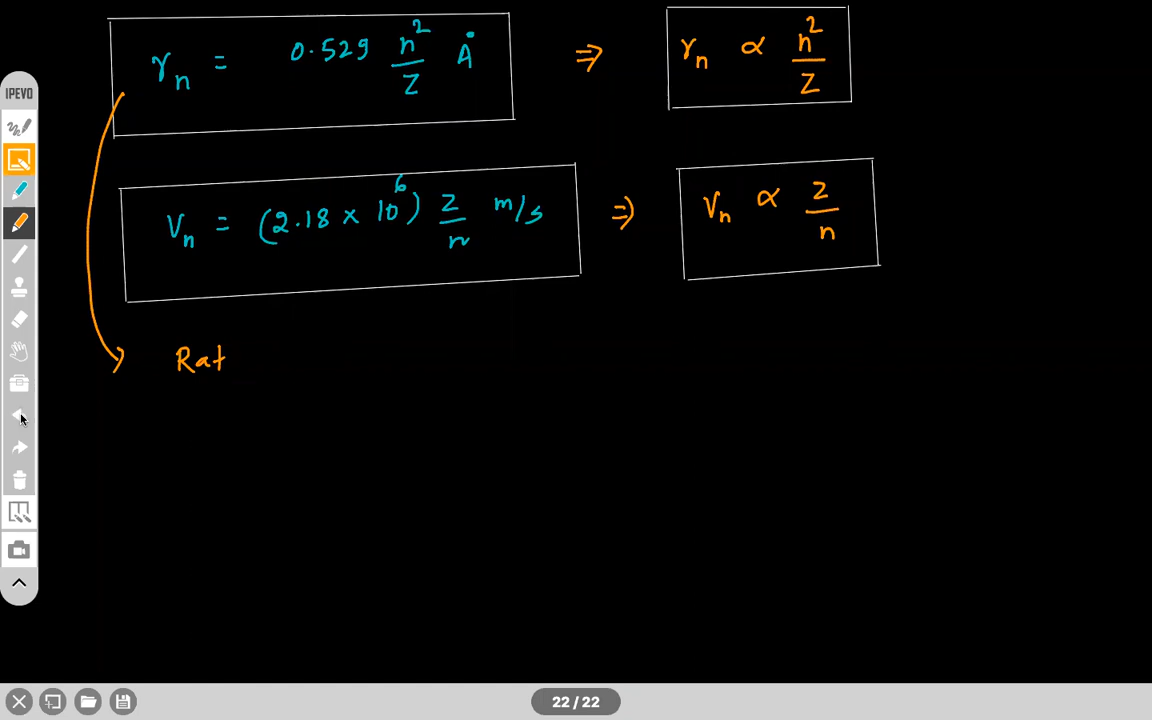 IPEVO
rₙ = 0.529 n²/Z Å ⇒ rₙ ∝ n²/Z
Vₙ = (2.18 × 10⁶) Z/n m/s ⇒ Vₙ ∝ Z/n
Rat
22 / 22